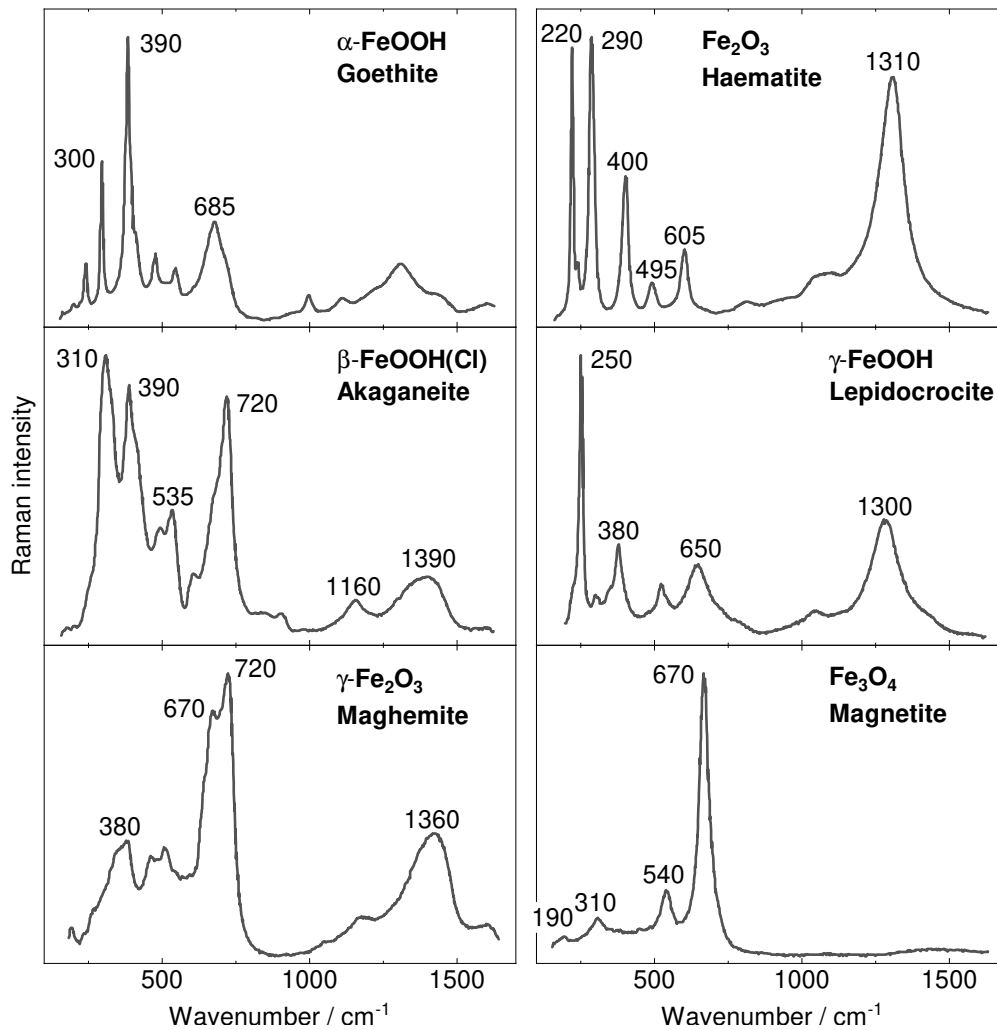 390
α-FeOOH
Goethite
300
685
220
290
Fe₂O₃
Haematite
1310
400
605
495
310
β-FeOOH(Cl)
Akaganeite
390
720
535
1160
1390
250
γ-FeOOH
Lepidocrocite
380
650
1300
720
γ-Fe₂O₃
Maghemite
670
380
1360
670
Fe₃O₄
Magnetite
540
310
190
Raman intensity
500
1000
1500
500
1000
1500
Wavenumber / cm⁻¹
Wavenumber / cm⁻¹